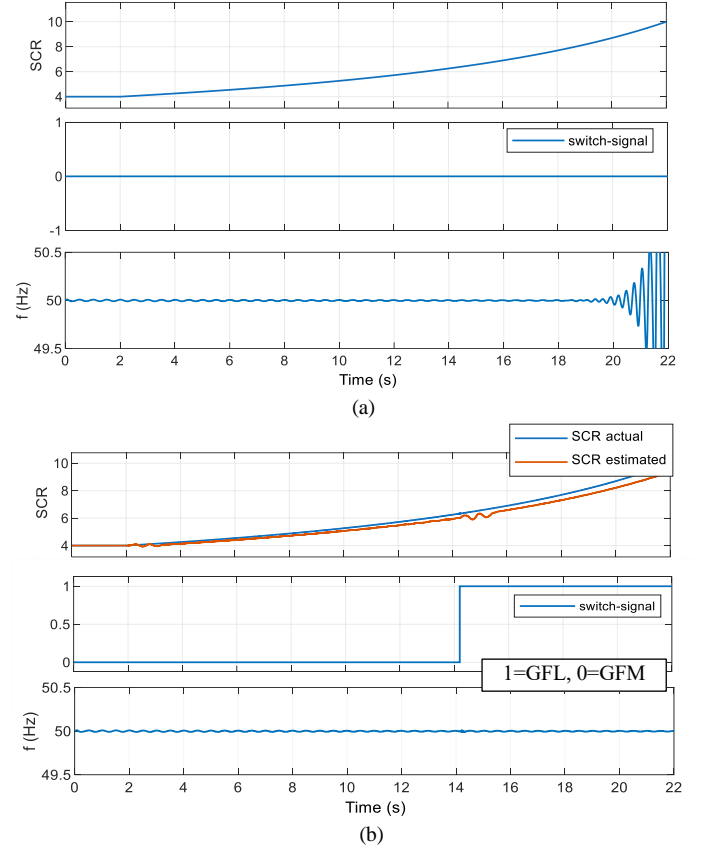 10
8
6
4
SCR
1
0
-1
switch-signal
50.5
50
49.5
f (Hz)
0 2 4 6 8 10 12 14 16 18 20 22
Time (s)
(a)
SCR actual
SCR estimated
10
8
6
4
SCR
1
0.5
0
switch-signal
1=GFL, 0=GFM
50.5
50
49.5
f (Hz)
0 2 4 6 8 10 12 14 16 18 20 22
Time (s)
(b)